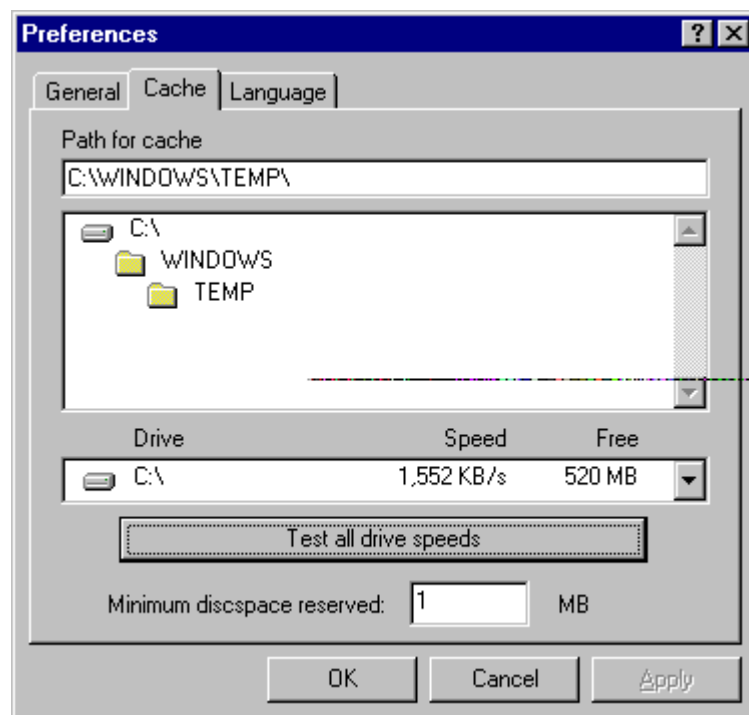 Preferences
General Cache Language
Path for cache
C:\WINDOWS\TEMP\
C:\
WINDOWS
TEMP
Drive Speed Free
C:\ 1,552 KB/s 520 MB
Test all drive speeds
Minimum discspace reserved: 1 MB
OK Cancel Apply